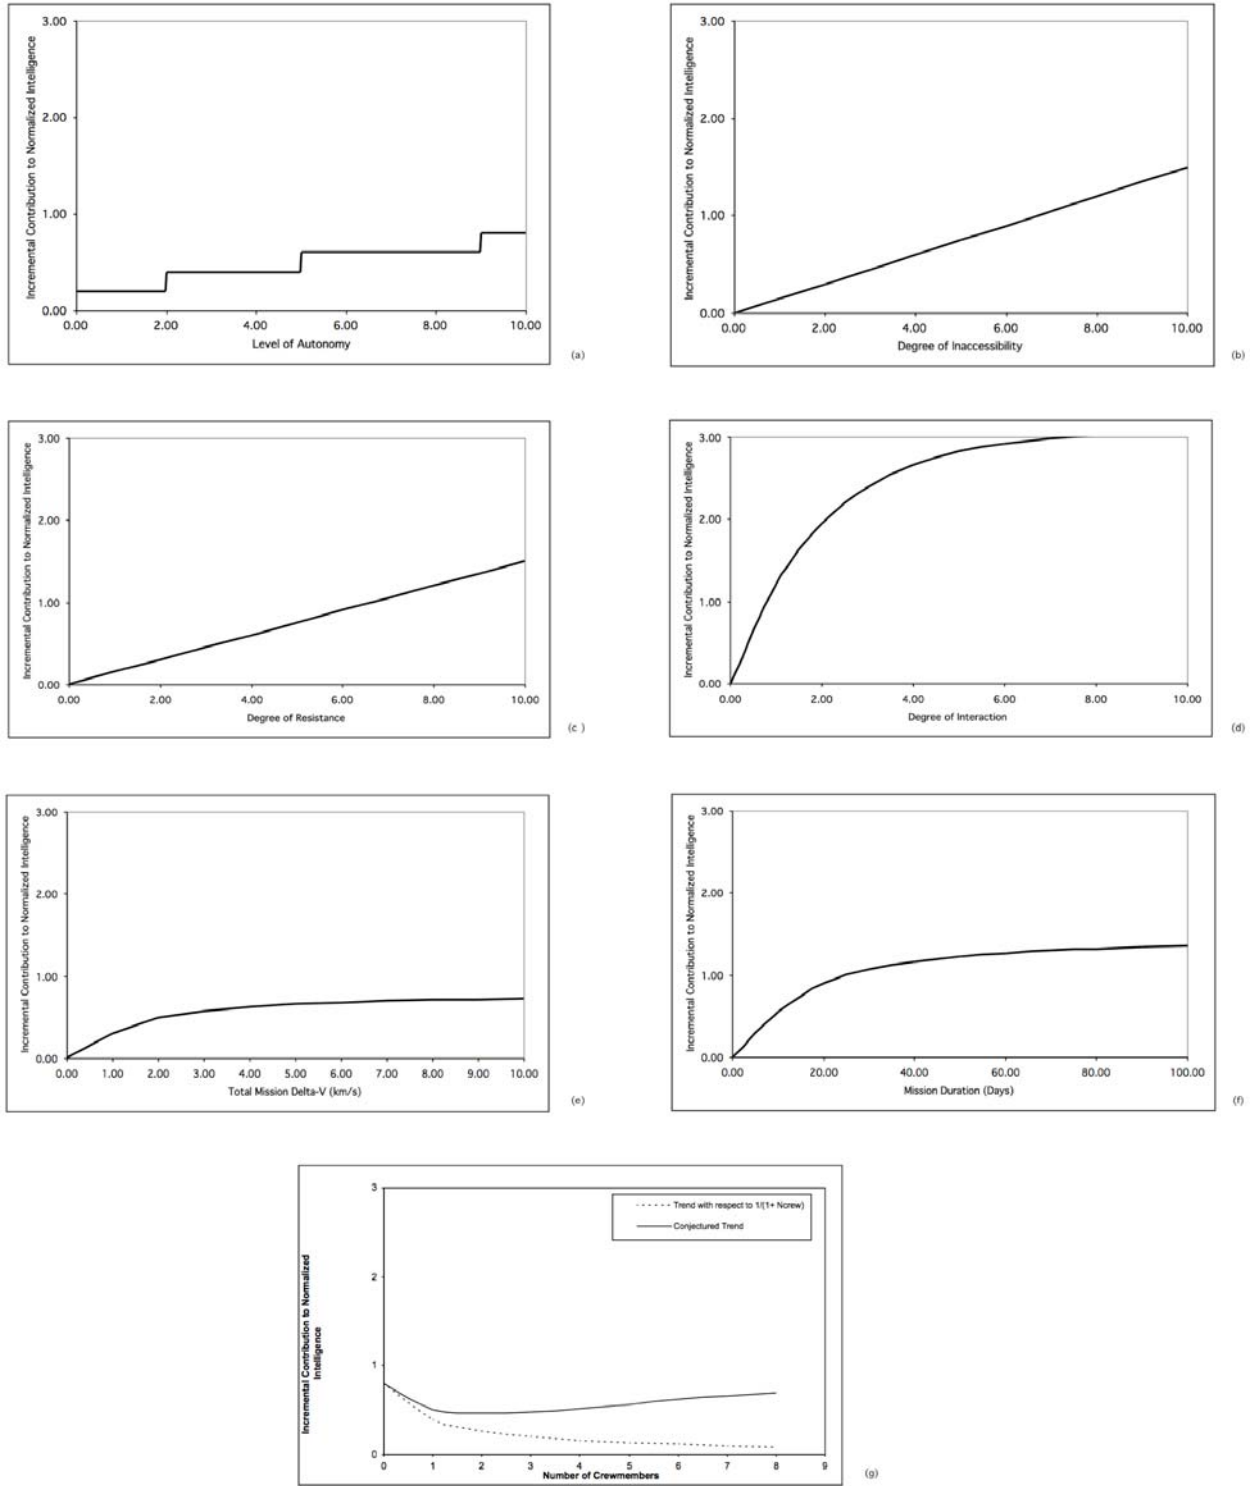 Incremental Contribution to Normalized Intelligence
3.00
2.00
1.00
0.00
0.00 2.00 4.00 6.00 8.00 10.00
Level of Autonomy
(a)
Incremental Contribution to Normalized Intelligence
3.00
2.00
1.00
0.00
0.00 2.00 4.00 6.00 8.00 10.00
Degree of Inaccessibility
(b)
Incremental Contribution to Normalized Intelligence
3.00
2.00
1.00
0.00
0.00 2.00 4.00 6.00 8.00 10.00
Degree of Resistance
(c )
Incremental Contribution to Normalized Intelligence
3.00
2.00
1.00
0.00
0.00 2.00 4.00 6.00 8.00 10.00
Degree of Interaction
(d)
Incremental Contribution to Normalized Intelligence
3.00
2.00
1.00
0.00
0.00 1.00 2.00 3.00 4.00 5.00 6.00 7.00 8.00 9.00 10.00
Total Mission Delta-V (km/s)
(e)
Incremental Contribution to Normalized Intelligence
3.00
2.00
1.00
0.00
0.00 20.00 40.00 60.00 80.00 100.00
Mission Duration (Days)
(f)
Incremental Contribution to Normalized
Intelligence
3
2
1
0
Trend with respect to 1/(1+ Ncrew)
Conjectured Trend
0 1 2 3 4 5 6 7 8 9
Number of Crewmembers
(g)